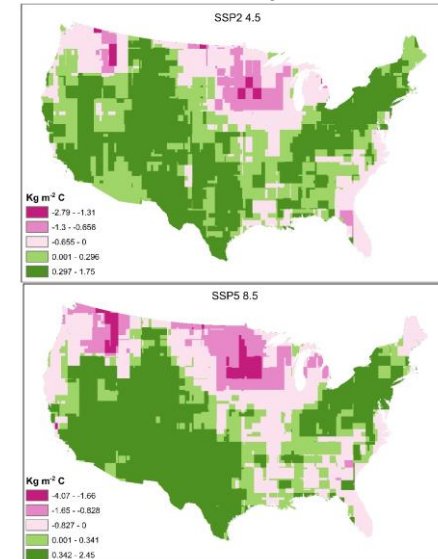 SSP2 4.5
Kg m⁻² C
-2.79 - -1.31
-1.3 - -0.656
-0.655 - 0
0.001 - 0.296
0.297 - 1.75
SSP5 8.5
Kg m⁻² C
-4.07 - -1.66
-1.65 - -0.828
-0.827 - 0
0.001 - 0.341
0.342 - 2.45